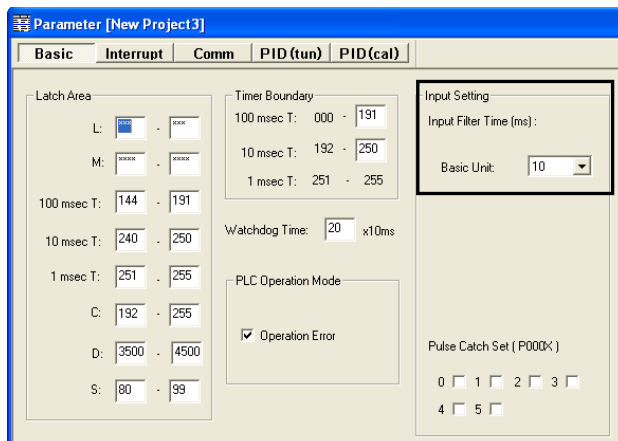 Parameter [New Project3]
Basic Interrupt Comm PID(tun) PID(cal)
Latch Area
L: *** - ***
M: **** - ****
100 msec T: 144 - 191
10 msec T: 240 - 250
1 msec T: 251 - 255
C: 192 - 255
D: 3500 - 4500
S: 80 - 99
Timer Boundary
100 msec T: 000 - 191
10 msec T: 192 - 250
1 msec T: 251 - 255
Watchdog Time: 20 x10ms
PLC Operation Mode
Operation Error
Input Setting
Input Filter Time (ms) :
Basic Unit: 10
Pulse Catch Set ( P000X )
0 1 2 3
4 5